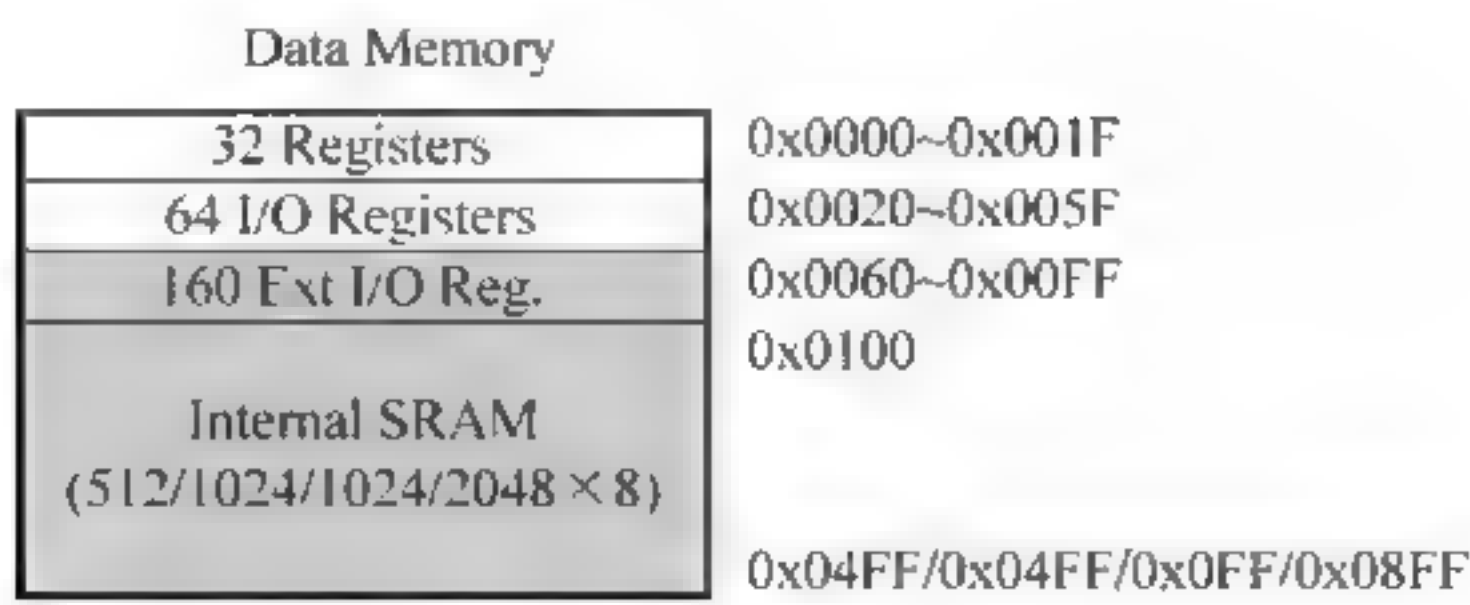 Data Memory
32 Registers
0x0000~0x001F
64 I/O Registers
0x0020~0x005F
160 Ext I/O Reg.
0x0060~0x00FF
0x0100
Internal SRAM
(512/1024/1024/2048×8)
0x04FF/0x04FF/0x0FF/0x08FF